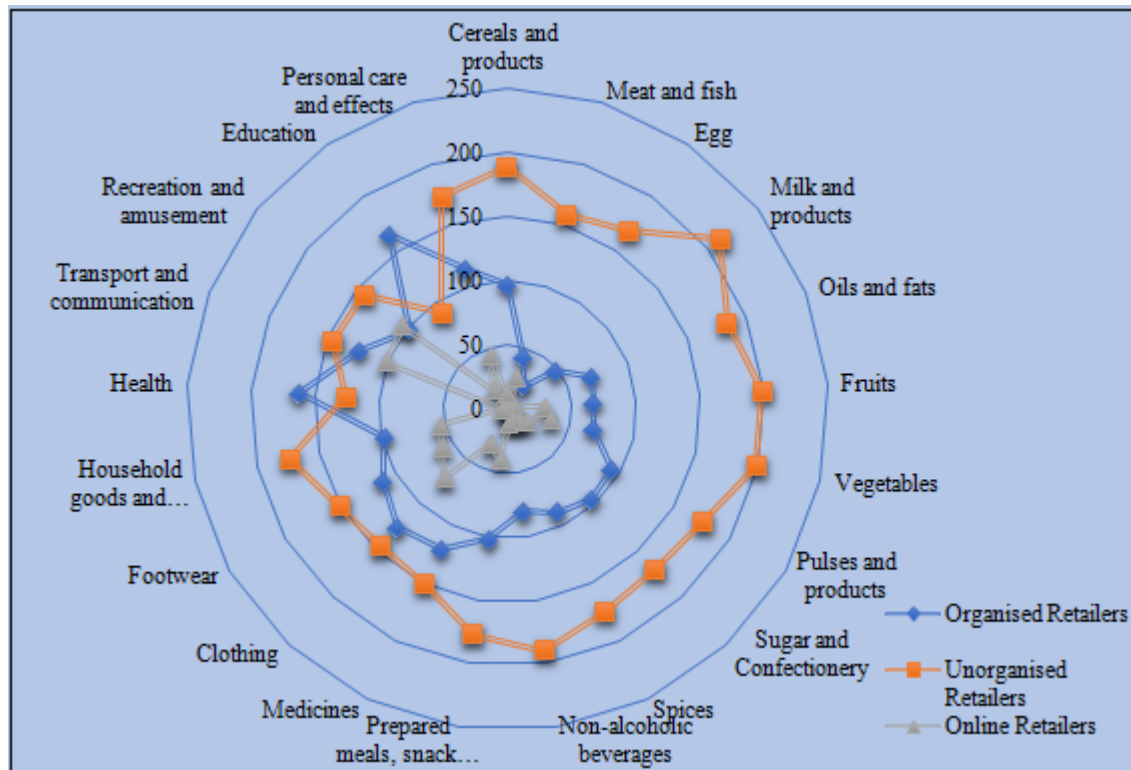 Cereals and
products
Meat and fish
Egg
Milk and
products
Oils and fats
Fruits
Vegetables
Pulses and
products
Sugar and
Confectionery
Spices
Non-alcoholic
beverages
Prepared
meals, snack…
Medicines
Clothing
Footwear
Household
goods and…
Health
Transport and
communication
Recreation and
amusement
Education
Personal care
and effects
250
200
150
100
50
0
Organised Retailers
Unorganised
Retailers
Online Retailers